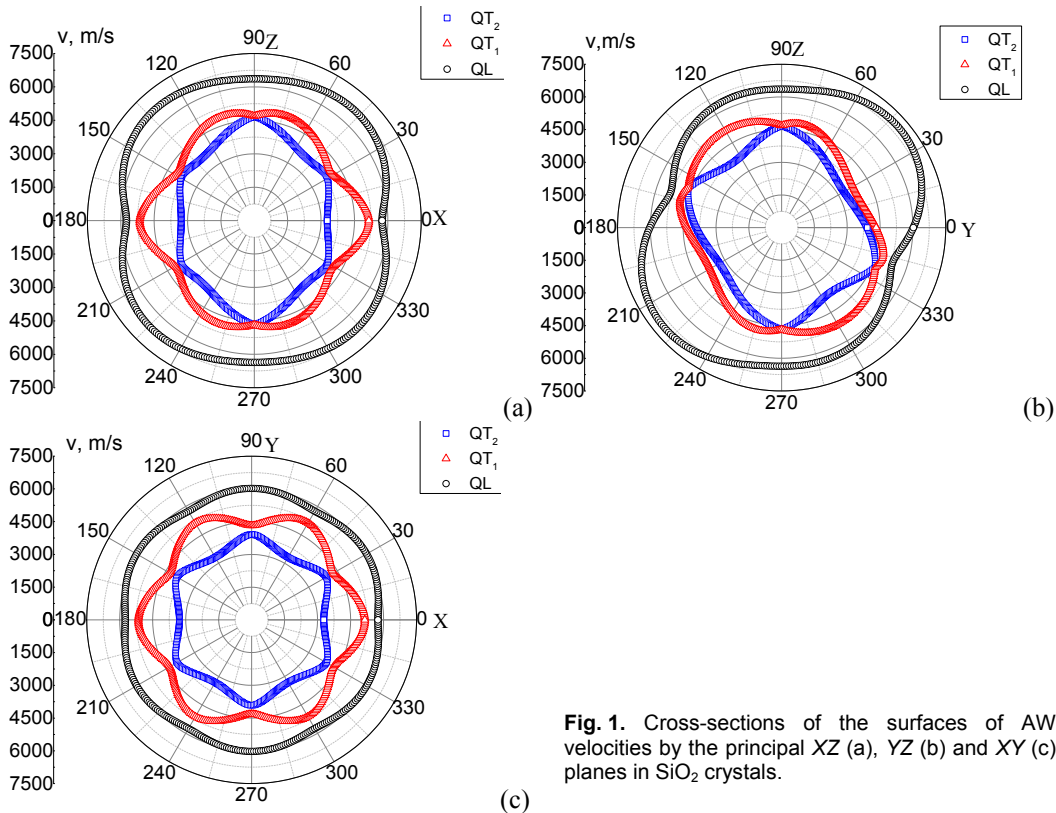 v, m/s
90 Z
QT2
QT1
QL
7500
6000
4500
3000
1500
0
1500
3000
4500
6000
7500
120
60
150
30
180
0 X
210
330
240
300
270
(a)
v,m/s
90 Z
QT2
QT1
QL
7500
6000
4500
3000
1500
0
1500
3000
4500
6000
7500
120
60
150
30
180
0 Y
210
330
240
300
270
(b)
v, m/s
90 Y
QT2
QT1
QL
7500
6000
4500
3000
1500
0
1500
3000
4500
6000
7500
120
60
150
30
180
0 X
210
330
240
300
270
(c)
Fig. 1. Cross-sections of the surfaces of AW
velocities by the principal XZ (a), YZ (b) and XY (c)
planes in SiO2 crystals.